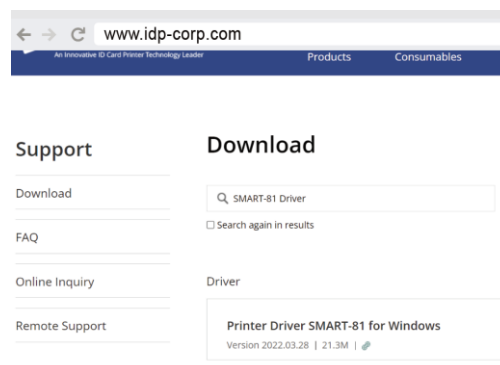 www.idp-corp.com
An Innovative ID Card Printer Technology Leader
Products Consumables
Support
Download
FAQ
Online Inquiry
Remote Support
Download
SMART-81 Driver
Search again in results
Driver
Printer Driver SMART-81 for Windows
Version 2022.03.28 | 21.3M |